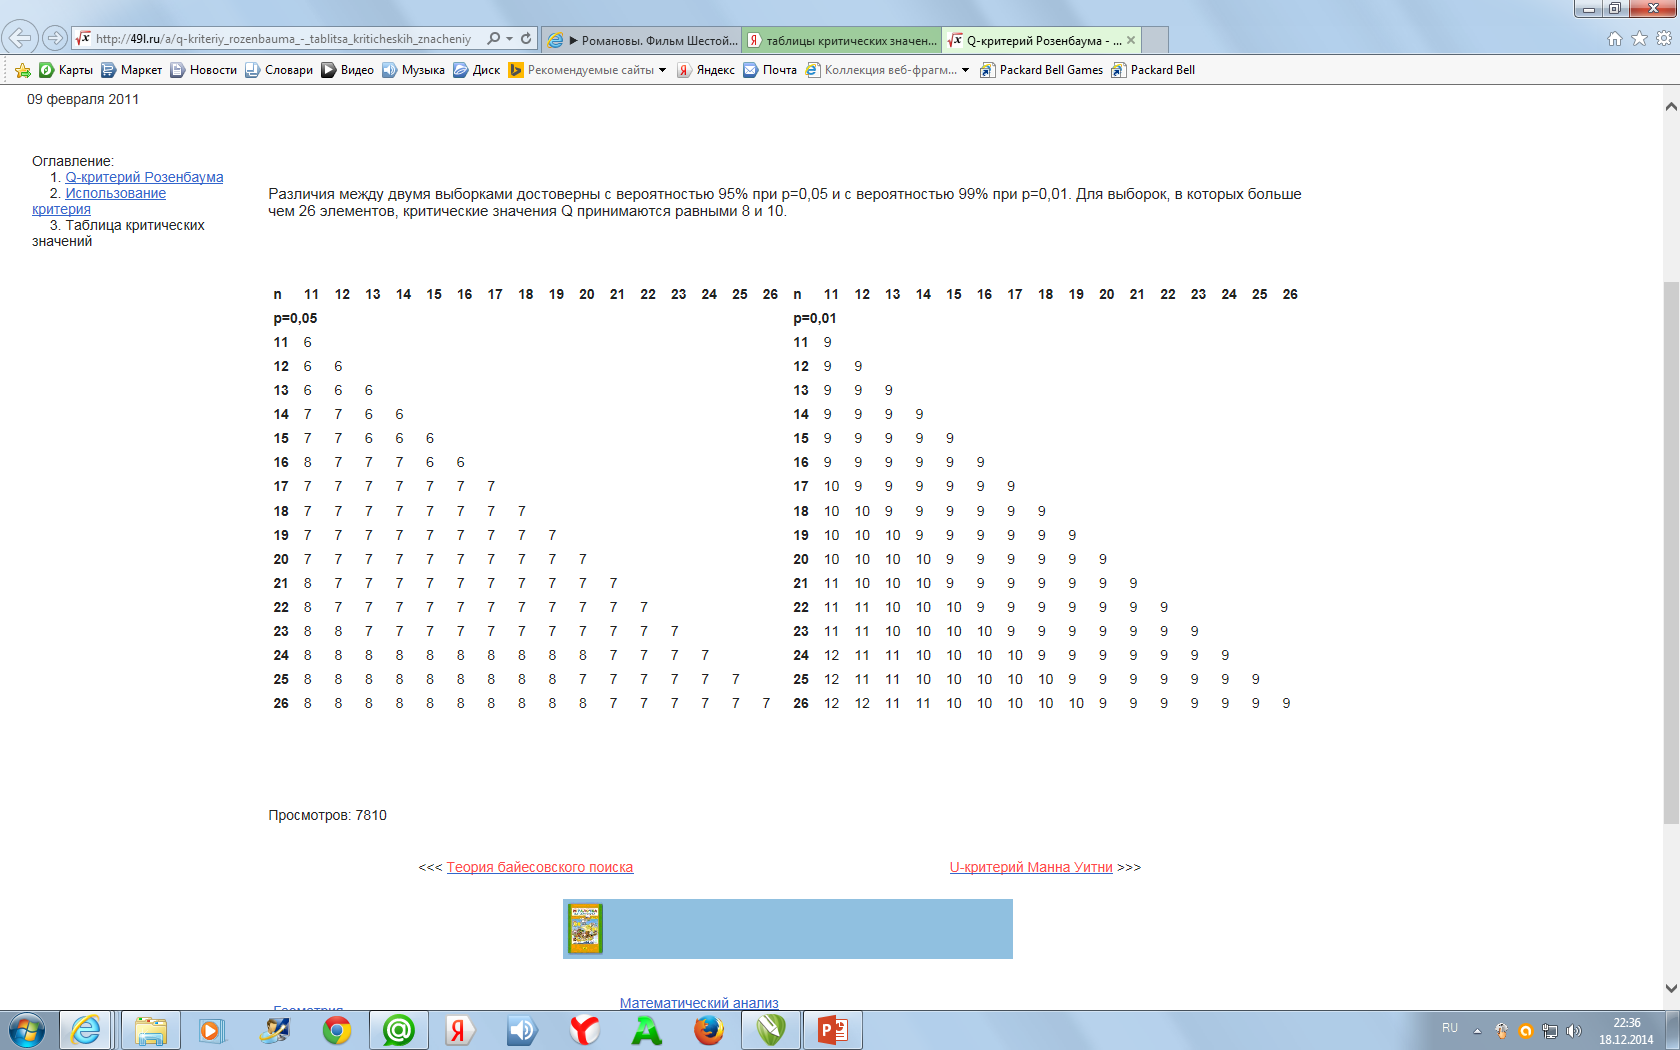 http://49l.ru/a/q-kriteriy_rozenbauma_-_tablitsa_kriticheskih_znacheniy
Романовы. Фильм Шестой...
таблицы критических значен...
Q-критерий Розенбаума - ...
Карты Маркет Новости Словари Видео Музыка Диск Рекомендуемые сайты Яндекс Почта Коллекция веб-фрагм... Packard Bell Games Packard Bell
09 февраля 2011
Оглавление:
1. Q-критерий Розенбаума
2. Использование
критерия
3. Таблица критических
значений
Различия между двумя выборками достоверны с вероятностью 95% при p=0,05 и с вероятностью 99% при p=0,01. Для выборок, в которых больше
чем 26 элементов, критические значения Q принимаются равными 8 и 10.
n 11 12 13 14 15 16 17 18 19 20 21 22 23 24 25 26 n 11 12 13 14 15 16 17 18 19 20 21 22 23 24 25 26
p=0,05 p=0,01
11 6 11 9
12 6 6 12 9 9
13 6 6 6 13 9 9 9
14 7 7 6 6 14 9 9 9 9
15 7 7 6 6 6 15 9 9 9 9 9
16 8 7 7 7 6 6 16 9 9 9 9 9 9
17 7 7 7 7 7 7 7 17 10 9 9 9 9 9 9
18 7 7 7 7 7 7 7 7 18 10 10 9 9 9 9 9 9
19 7 7 7 7 7 7 7 7 7 19 10 10 10 9 9 9 9 9 9
20 7 7 7 7 7 7 7 7 7 7 20 10 10 10 10 9 9 9 9 9 9
21 8 7 7 7 7 7 7 7 7 7 7 21 11 10 10 10 9 9 9 9 9 9 9
22 8 7 7 7 7 7 7 7 7 7 7 7 22 11 11 10 10 10 9 9 9 9 9 9 9
23 8 8 7 7 7 7 7 7 7 7 7 7 7 23 11 11 10 10 10 10 9 9 9 9 9 9 9
24 8 8 8 8 8 8 8 8 8 8 7 7 7 7 24 12 11 11 10 10 10 10 9 9 9 9 9 9 9
25 8 8 8 8 8 8 8 8 8 7 7 7 7 7 7 25 12 11 11 10 10 10 10 10 9 9 9 9 9 9 9
26 8 8 8 8 8 8 8 8 8 8 7 7 7 7 7 7 26 12 12 11 11 10 10 10 10 10 9 9 9 9 9 9 9
Просмотров: 7810
<<< Теория байесовского поиска U-критерий Манна Уитни >>>
Геометрия Математический анализ
RU
22:36
18.12.2014